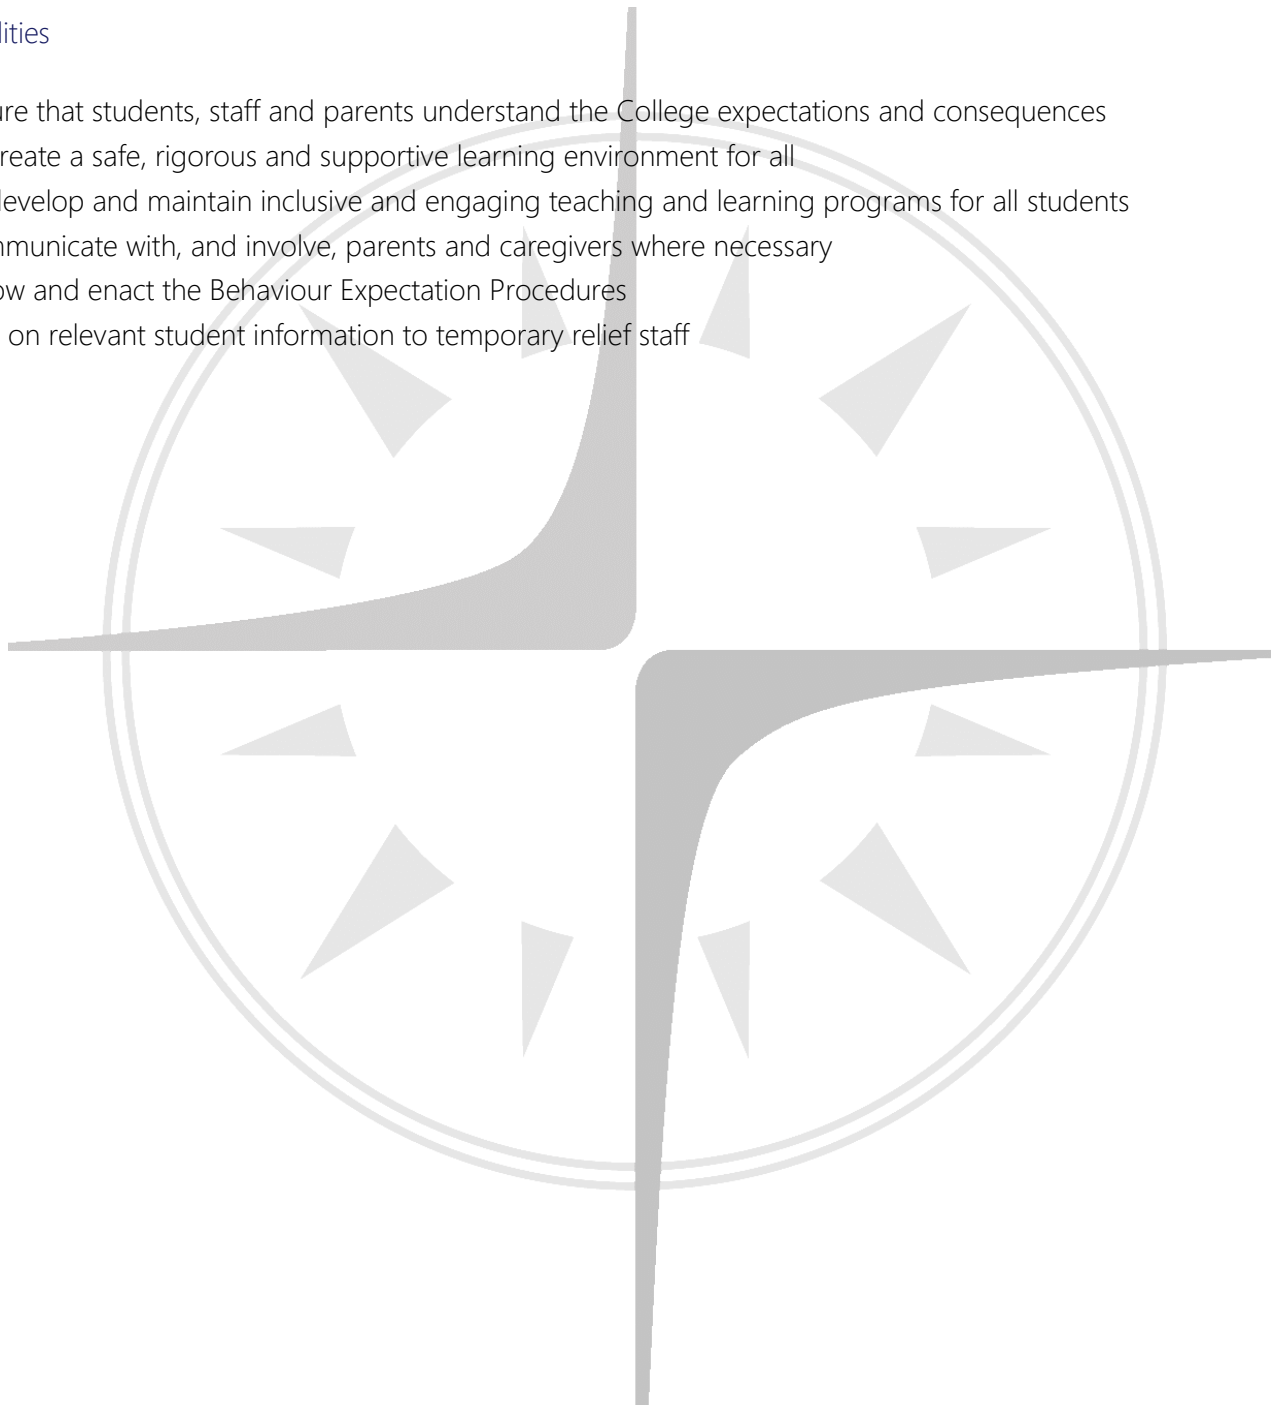 lities
ure that students, staff and parents understand the College expectations and consequences
reate a safe, rigorous and supportive learning environment for all
develop and maintain inclusive and engaging teaching and learning programs for all students
mmunicate with, and involve, parents and caregivers where necessary
ow and enact the Behaviour Expectation Procedures
on relevant student information to temporary relief staff